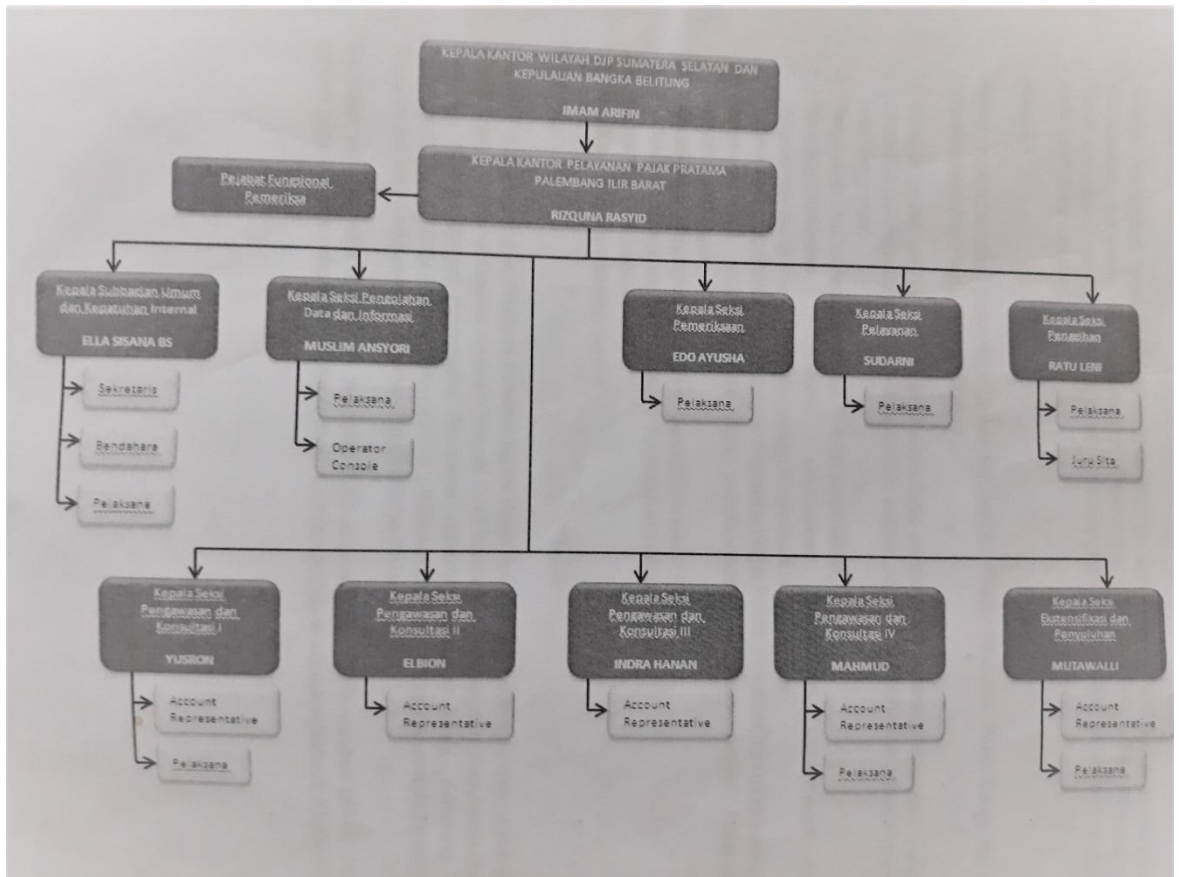 KEPALA KANTOR WILAYAH DJP SUMATERA SELATAN DAN
KEPULAUAN BANGKA BELITUNG
IMAM ARIFIN
KEPALA KANTOR PELAYANAN PAJAK PRATAMA
PALEMBANG ILIR BARAT
RIZQUNA RASYID
Pejabat Fungsional
Pemeriksa
Kepala Subbagian Umum
dan Kepatuhan Internal
ELLA SISANA BS
Sekretaris
Bendahara
Pelaksana
Kepala Seksi Pengolahan
Data dan Informasi
MUSLIM ANSYORI
Pelaksana
Operator
Console
Kepala Seksi
Pemeriksaan
EDO AYUSHA
Pelaksana
Kepala Seksi
Pelayanan
SUDARNI
Pelaksana
Kepala Seksi
Penagihan
RATU LENI
Pelaksana
Juru Sita
Kepala Seksi
Pengawasan dan
Konsultasi I
YUSRON
Account
Representative
Pelaksana
Kepala Seksi
Pengawasan dan
Konsultasi II
ELBION
Account
Representative
Kepala Seksi
Pengawasan dan
Konsultasi III
INDRA HANAN
Account
Representative
Kepala Seksi
Pengawasan dan
Konsultasi IV
MAHMUD
Account
Representative
Pelaksana
Kepala Seksi
Ekstensifikasi dan
Penyuluhan
MUTAWALLI
Account
Representative
Pelaksana